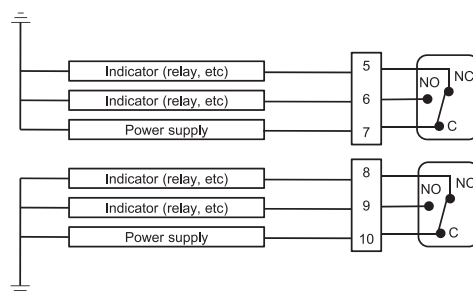 Indicator (relay, etc) 5 NC
Indicator (relay, etc) 6 NO
Power supply 7 C
Indicator (relay, etc) 8 NC
Indicator (relay, etc) 9 NO
Power supply 10 C